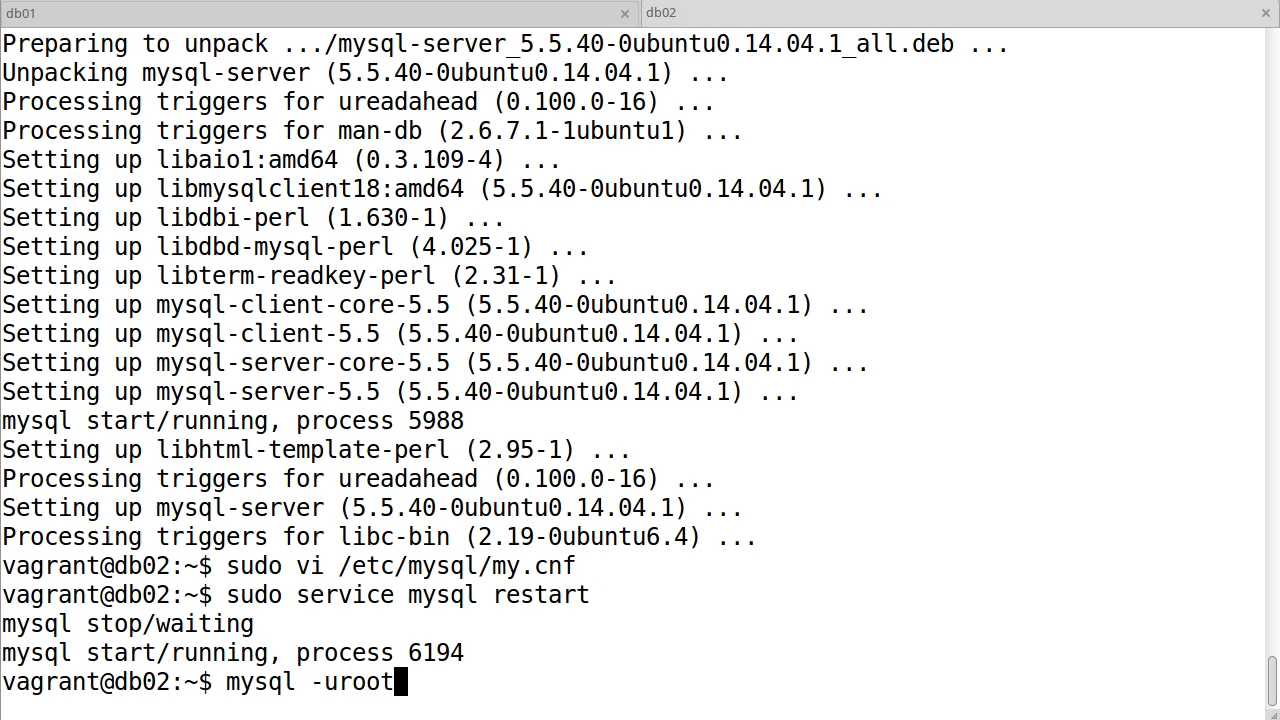 db01 × db02 ×
Preparing to unpack .../mysql-server_5.5.40-0ubuntu0.14.04.1_all.deb ...
Unpacking mysql-server (5.5.40-0ubuntu0.14.04.1) ...
Processing triggers for ureadahead (0.100.0-16) ...
Processing triggers for man-db (2.6.7.1-1ubuntu1) ...
Setting up libaio1:amd64 (0.3.109-4) ...
Setting up libmysqlclient18:amd64 (5.5.40-0ubuntu0.14.04.1) ...
Setting up libdbi-perl (1.630-1) ...
Setting up libdbd-mysql-perl (4.025-1) ...
Setting up libterm-readkey-perl (2.31-1) ...
Setting up mysql-client-core-5.5 (5.5.40-0ubuntu0.14.04.1) ...
Setting up mysql-client-5.5 (5.5.40-0ubuntu0.14.04.1) ...
Setting up mysql-server-core-5.5 (5.5.40-0ubuntu0.14.04.1) ...
Setting up mysql-server-5.5 (5.5.40-0ubuntu0.14.04.1) ...
mysql start/running, process 5988
Setting up libhtml-template-perl (2.95-1) ...
Processing triggers for ureadahead (0.100.0-16) ...
Setting up mysql-server (5.5.40-0ubuntu0.14.04.1) ...
Processing triggers for libc-bin (2.19-0ubuntu6.4) ...
vagrant@db02:~$ sudo vi /etc/mysql/my.cnf
vagrant@db02:~$ sudo service mysql restart
mysql stop/waiting
mysql start/running, process 6194
vagrant@db02:~$ mysql -uroot